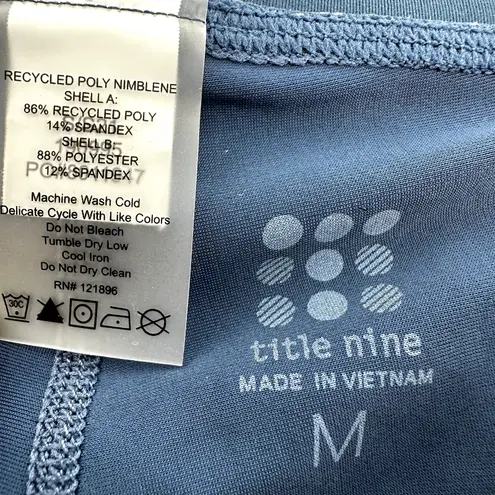 RECYCLED POLY NIMBLENE
SHELL A:
86% RECYCLED POLY
14% SPANDEX
SHELL B:
88% POLYESTER
12% SPANDEX
Machine Wash Cold
Delicate Cycle With Like Colors
Do Not Bleach
Tumble Dry Low
Cool Iron
Do Not Dry Clean
RN# 121896
30C
title nine
MADE IN VIETNAM
M